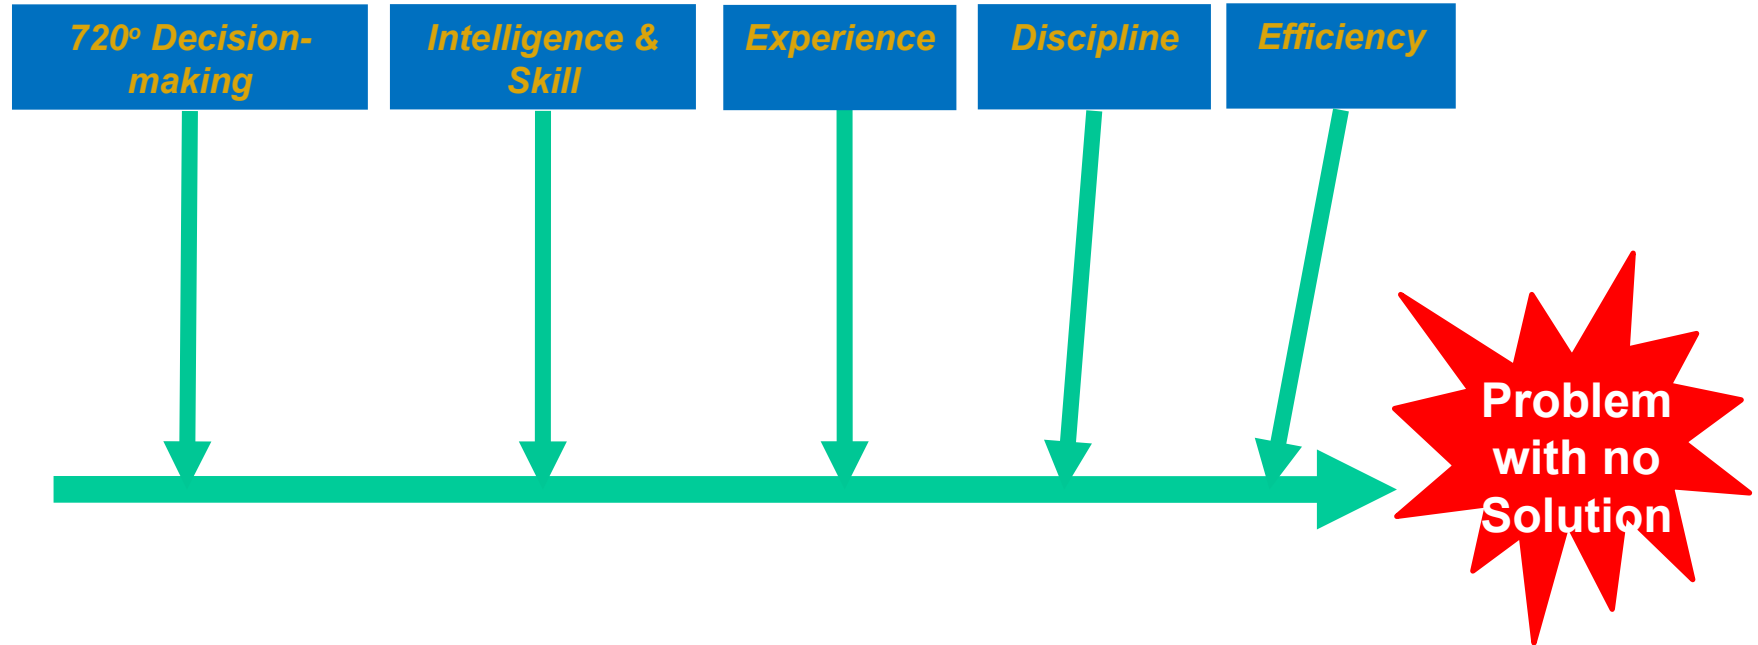 720º Decision-
making
Intelligence &
Skill
Experience
Discipline
Efficiency
Problem
with no
Solution